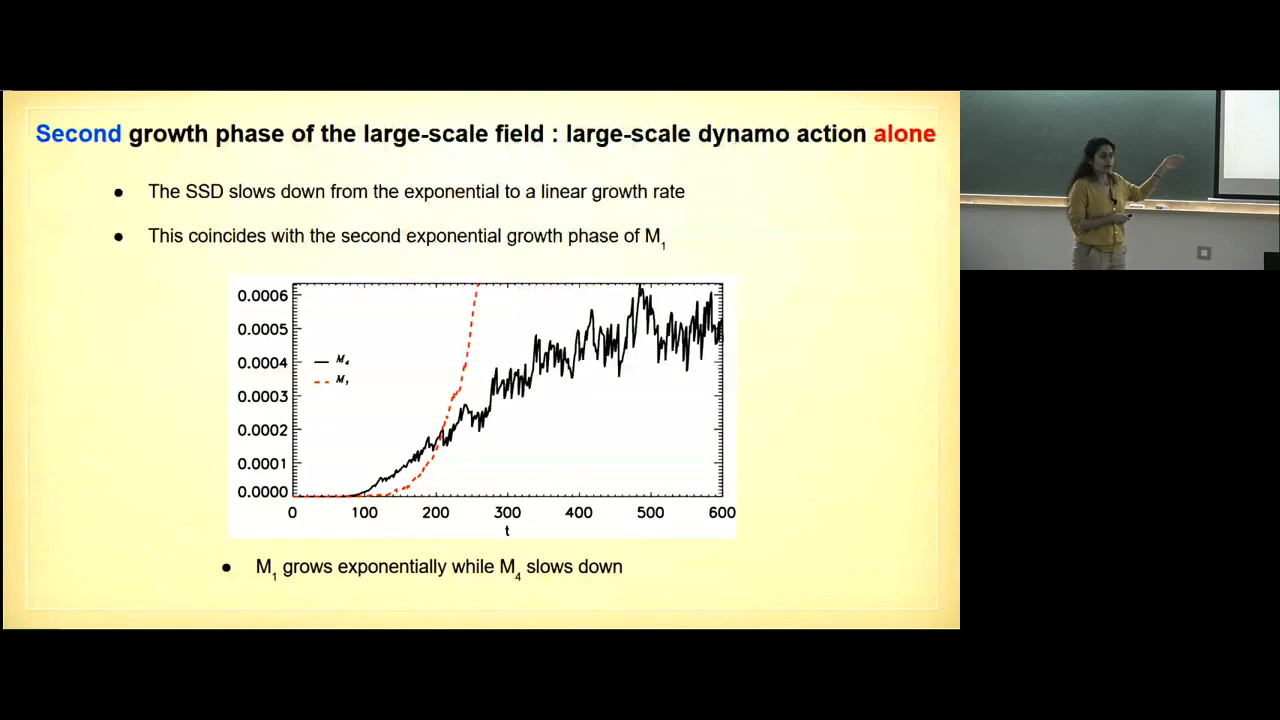 Second growth phase of the large-scale field : large-scale dynamo action alone
● The SSD slows down from the exponential to a linear growth rate
● This coincides with the second exponential growth phase of M1
0.0006
0.0005
0.0004
0.0003
0.0002
0.0001
0.0000
M4
M1
0 100 200 300 400 500 600
t
● M1 grows exponentially while M4 slows down